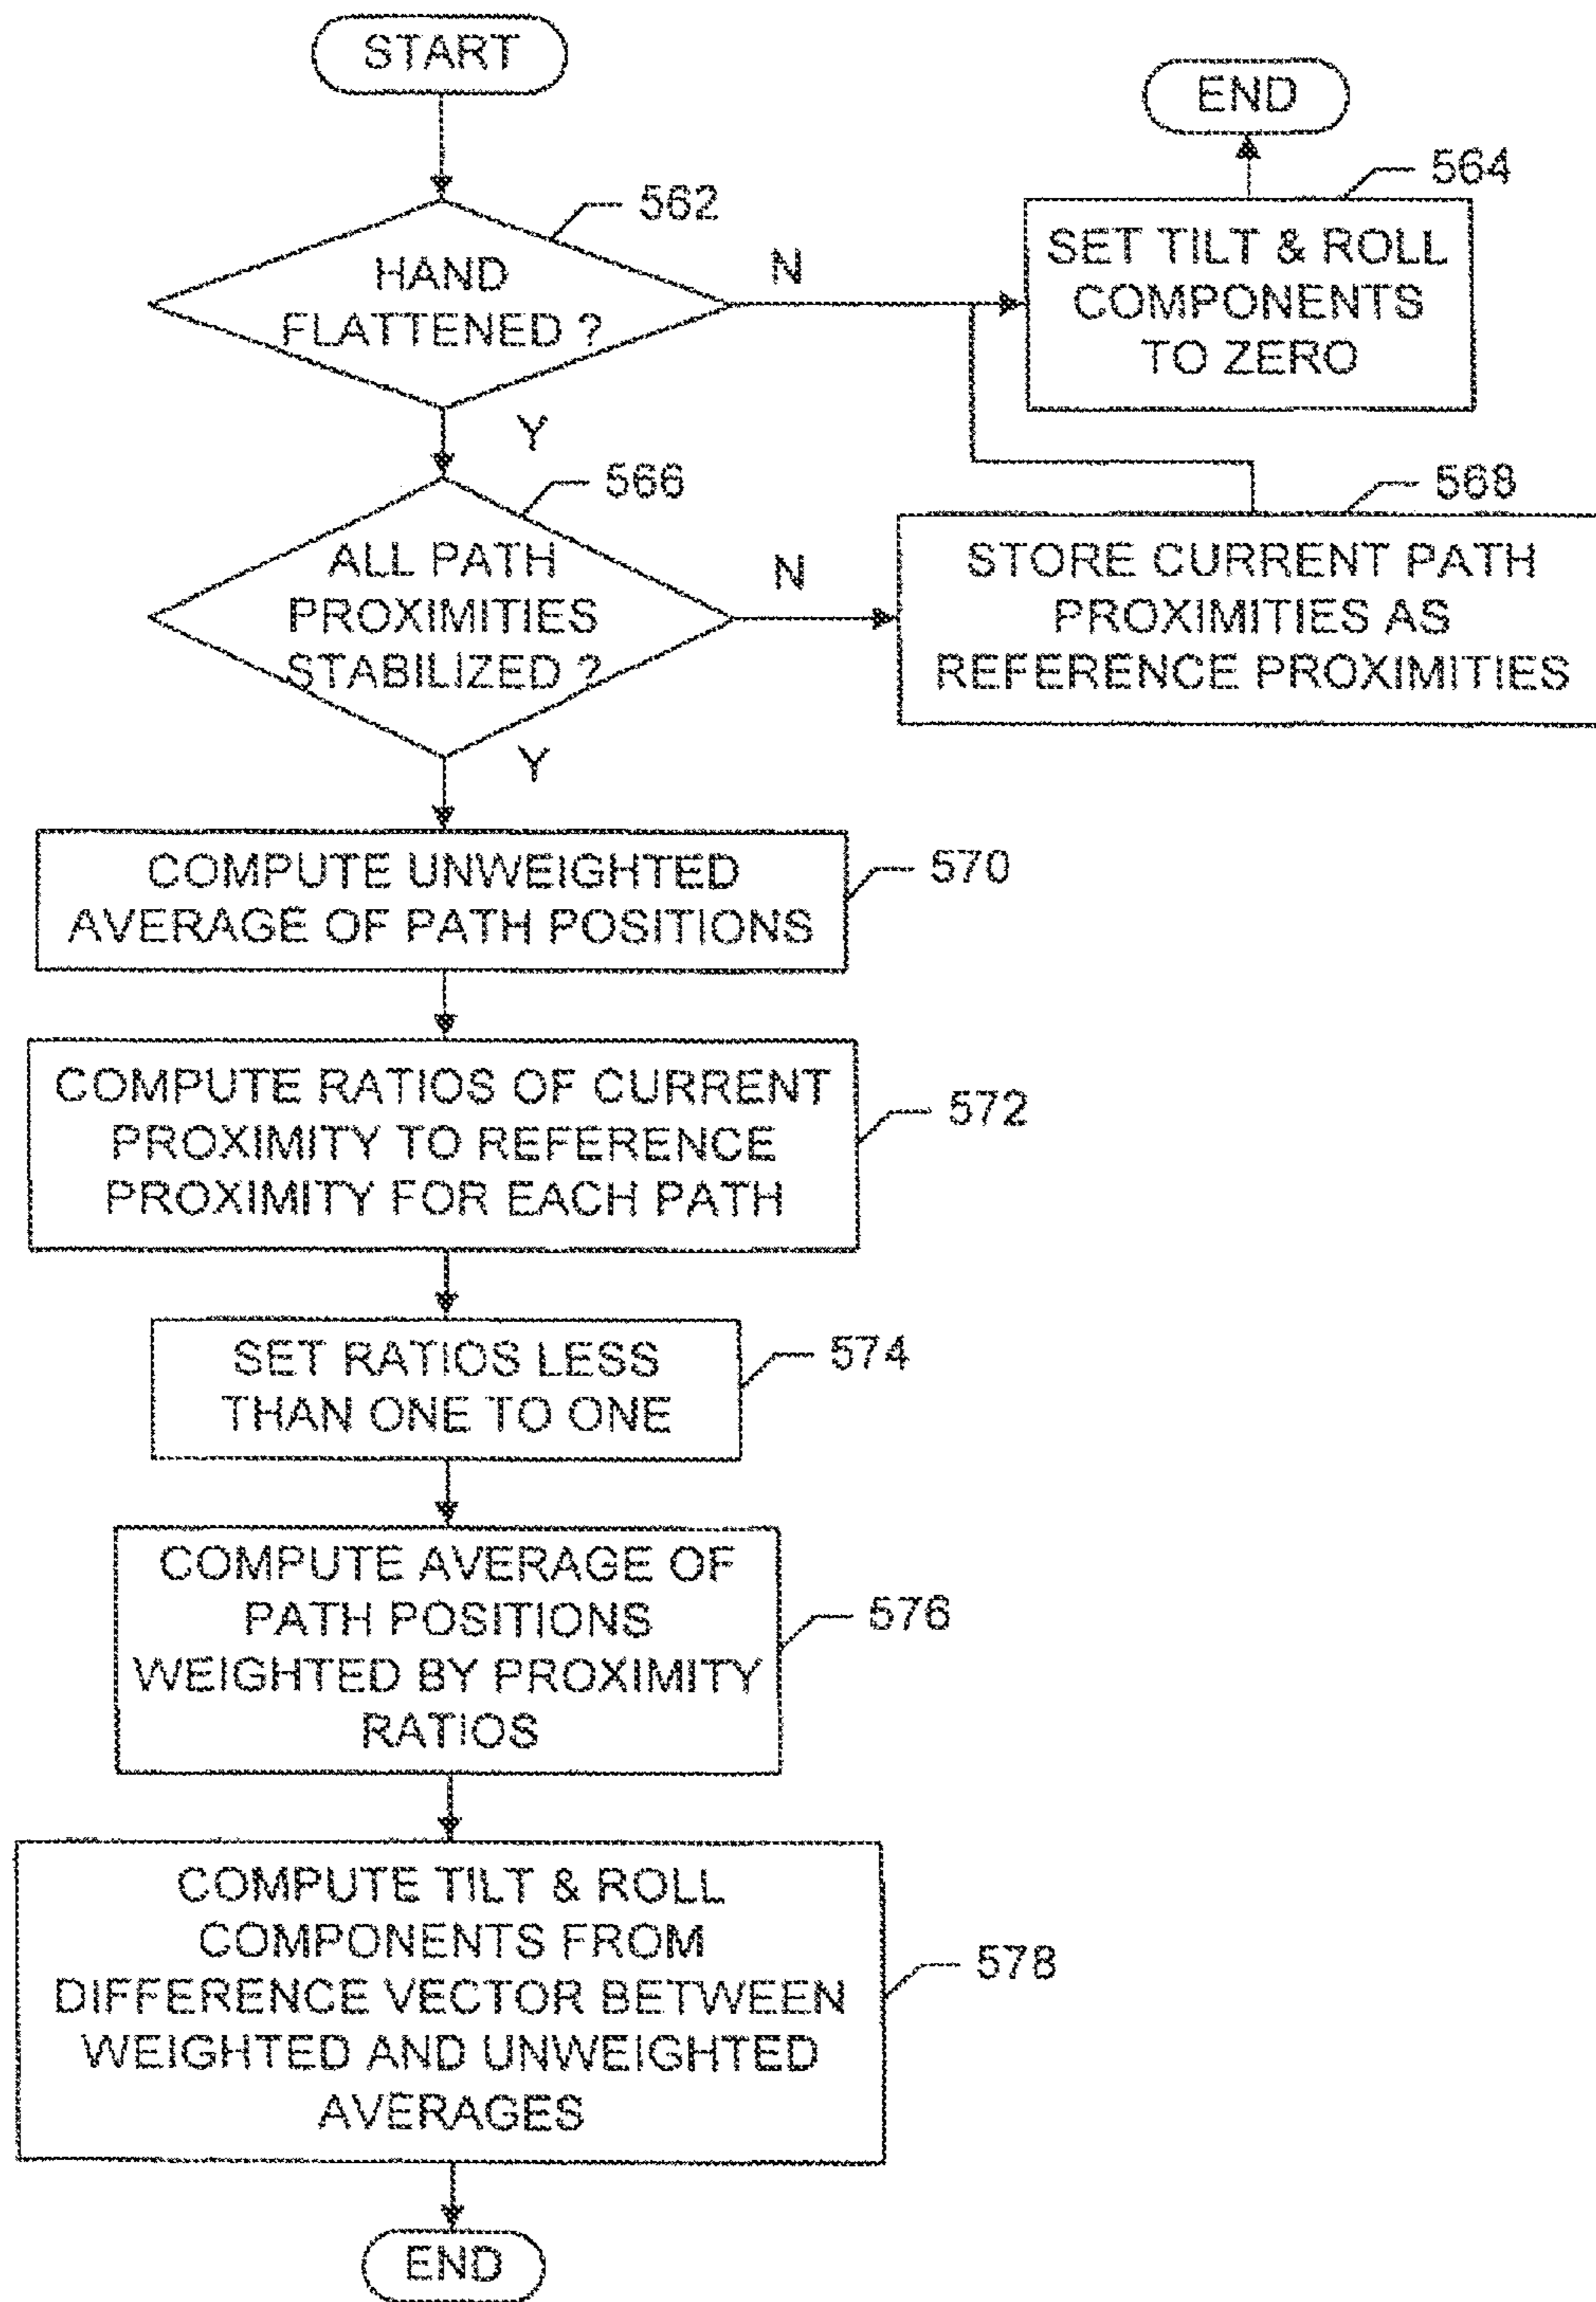 START
END
562
564
HAND
FLATTENED ?
N
SET TILT & ROLL
COMPONENTS
TO ZERO
Y
566
568
ALL PATH
PROXIMITIES
STABILIZED ?
N
STORE CURRENT PATH
PROXIMITIES AS
REFERENCE PROXIMITIES
Y
COMPUTE UNWEIGHTED
AVERAGE OF PATH POSITIONS
570
COMPUTE RATIOS OF CURRENT
PROXIMITY TO REFERENCE
PROXIMITY FOR EACH PATH
572
SET RATIOS LESS
THAN ONE TO ONE
574
COMPUTE AVERAGE OF
PATH POSITIONS
WEIGHTED BY PROXIMITY
RATIOS
576
COMPUTE TILT & ROLL
COMPONENTS FROM
DIFFERENCE VECTOR BETWEEN
WEIGHTED AND UNWEIGHTED
AVERAGES
578
END